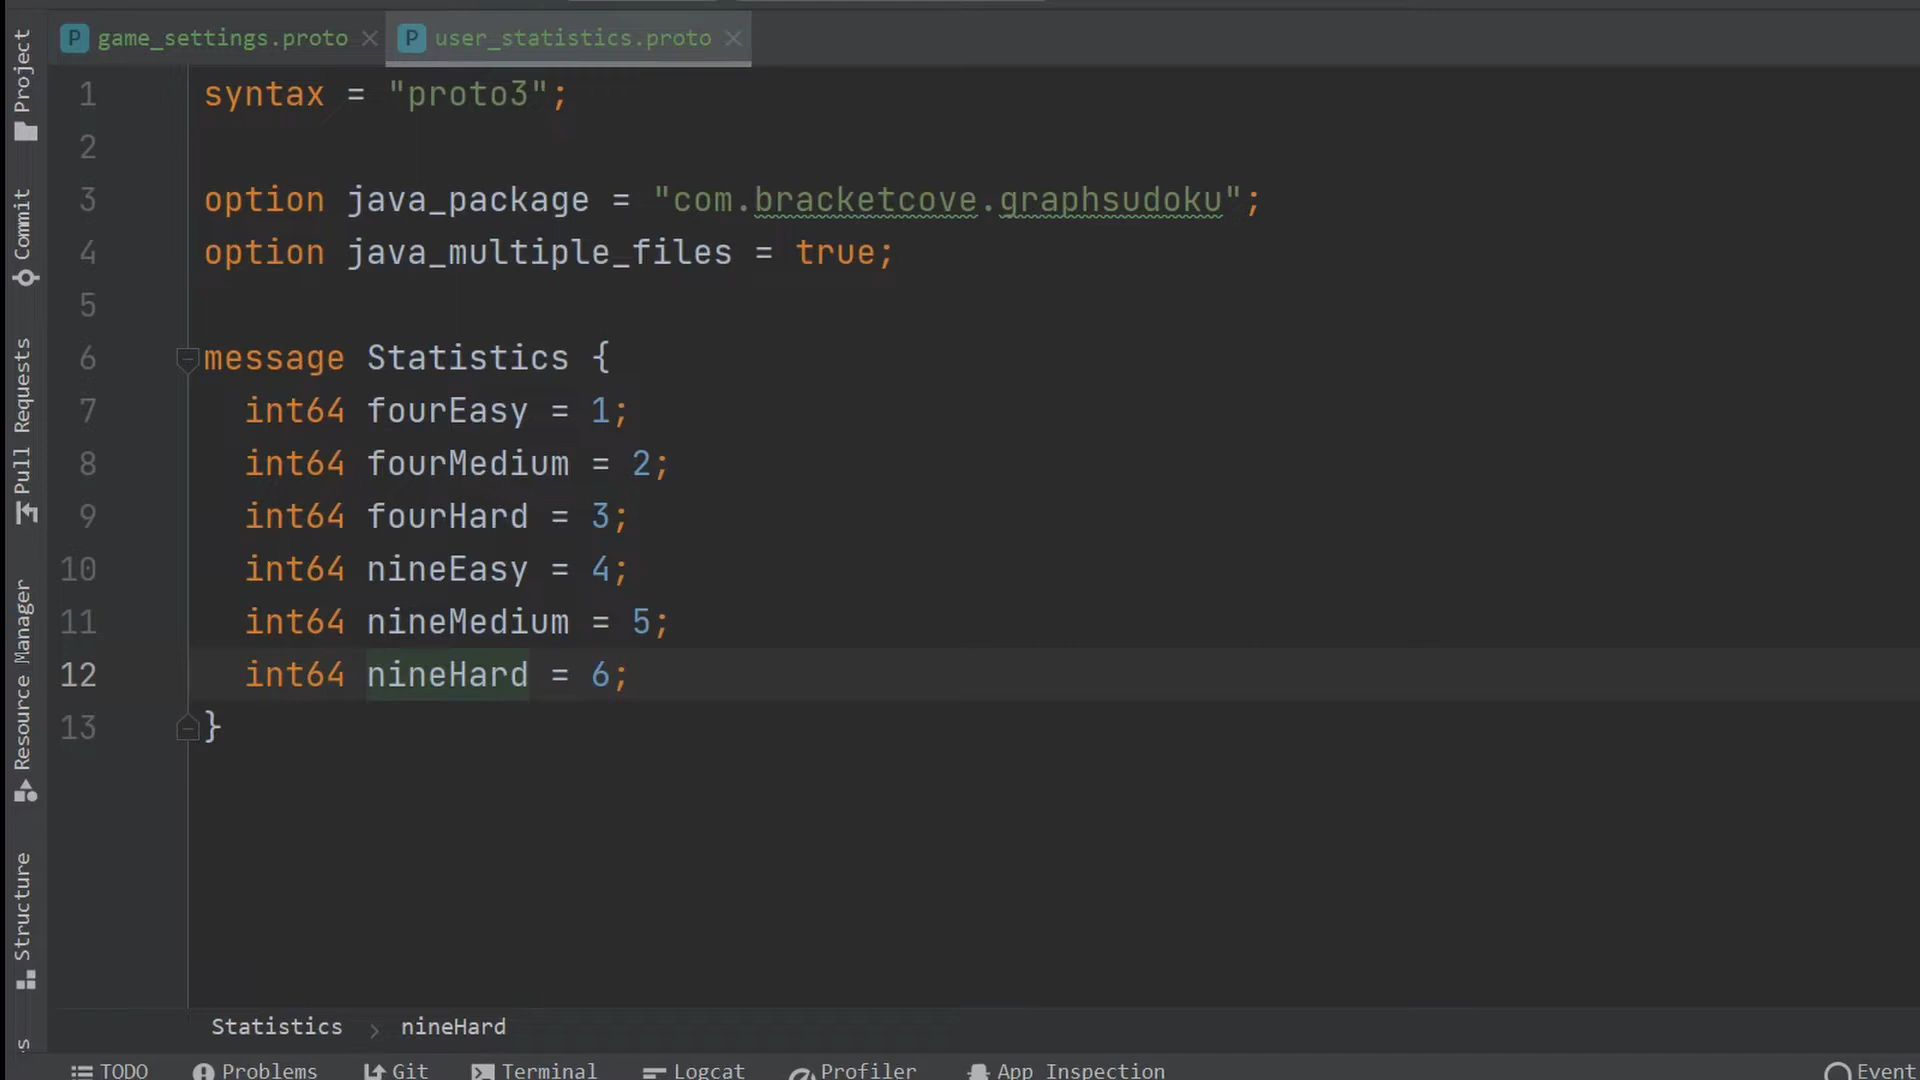 game_settings.proto
user_statistics.proto
Project
Commit
Pull Requests
Resource Manager
Structure
1 syntax = "proto3";
2
3 option java_package = "com.bracketcove.graphsudoku";
4 option java_multiple_files = true;
5
6 message Statistics {
7 int64 fourEasy = 1;
8 int64 fourMedium = 2;
9 int64 fourHard = 3;
10 int64 nineEasy = 4;
11 int64 nineMedium = 5;
12 int64 nineHard = 6;
13 }
Statistics > nineHard
TODO Problems Git Terminal Logcat Profiler App Inspection Event